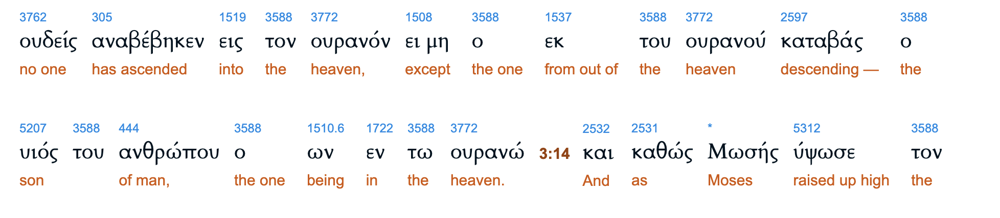 3762 305 1519 3588 3772 1508 3588 1537 3588 3772 2597 3588
ουδείς αναβέβηκεν εις τον ουρανόν ει μη ο εκ του ουρανού καταβάς ο
no one has ascended into the heaven, except the one from out of the heaven descending — the
5207 3588 444 3588 1510.6 1722 3588 3772 2532 2531 * 5312 3588
υιός του ανθρώπου ο ων εν τω ουρανώ 3:14 και καθώς Μωσής ύψωσε τον
son of man, the one being in the heaven. And as Moses raised up high the